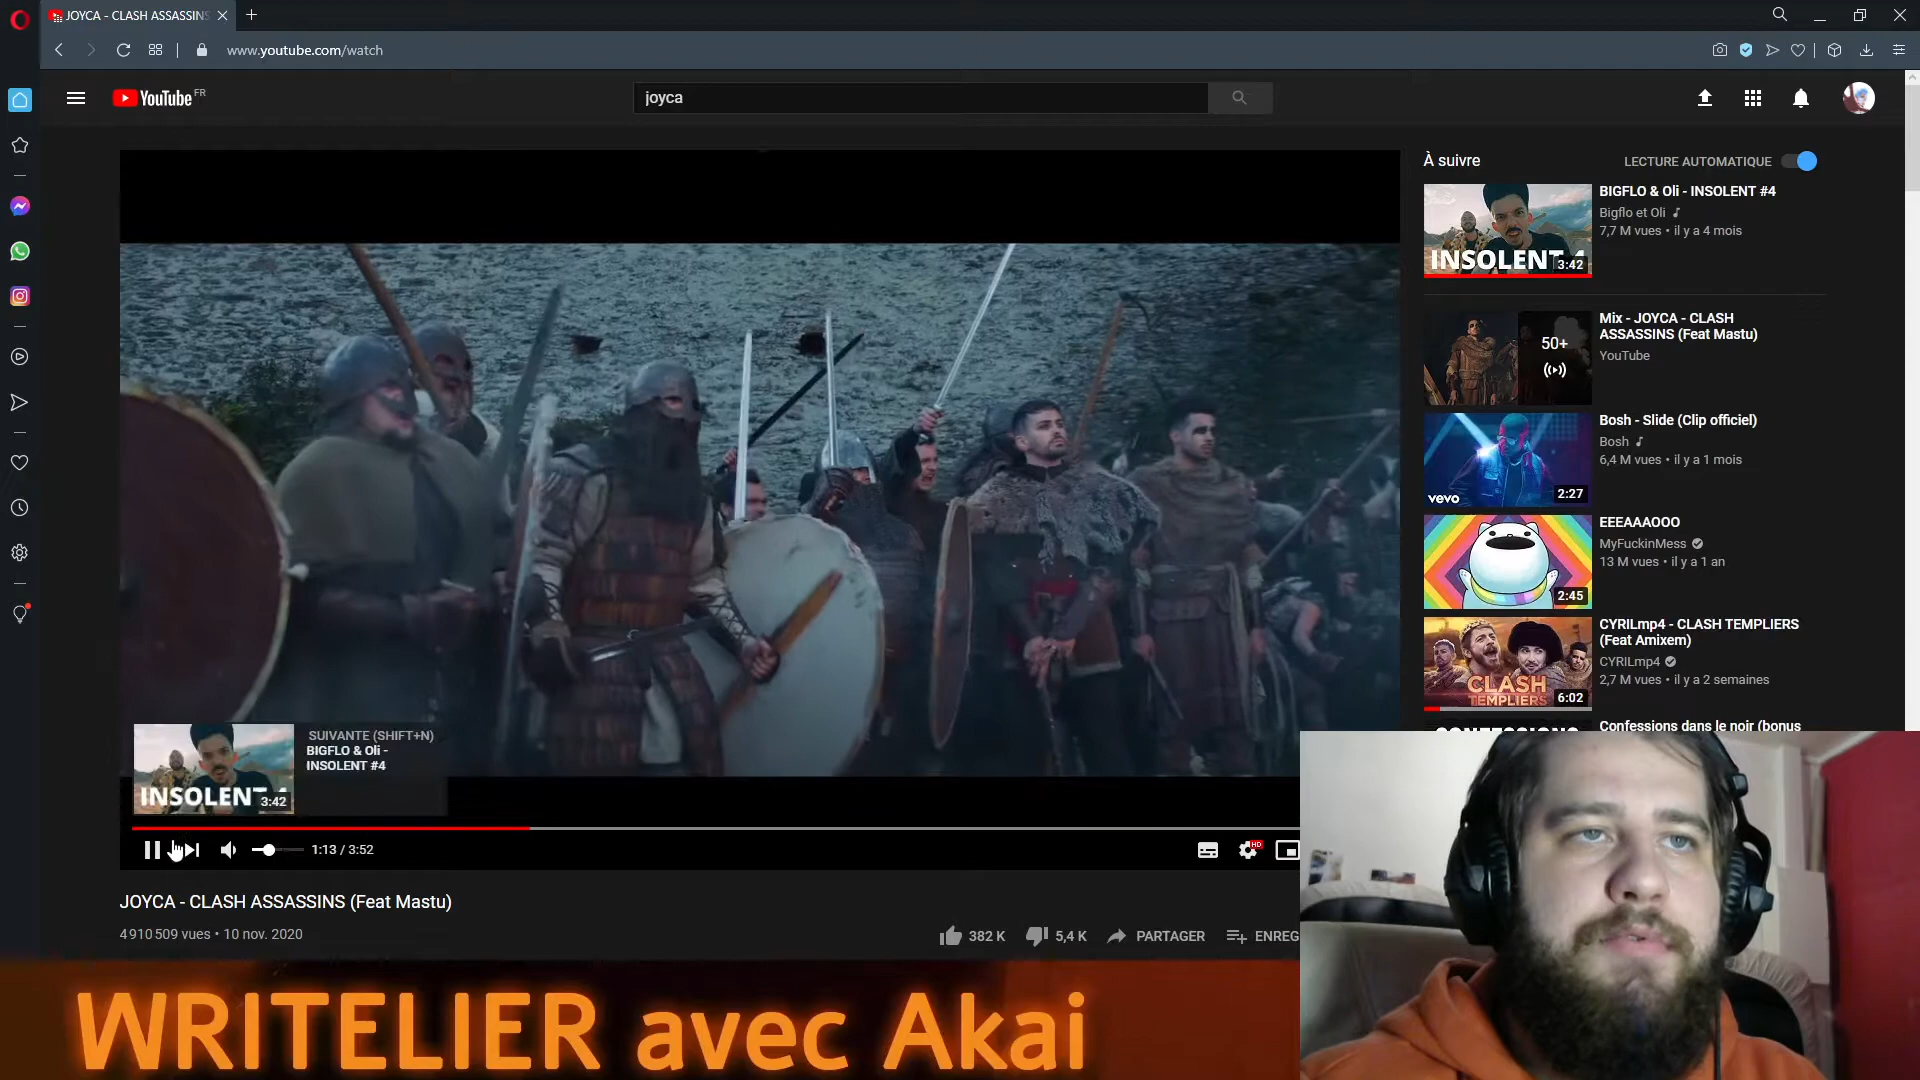 JOYCA - CLASH ASSASSINS
www.youtube.com/watch
YouTube FR
joyca
À suivre
LECTURE AUTOMATIQUE
BIGFLO & Oli - INSOLENT #4
Bigflo et Oli
7,7 M vues • il y a 4 mois
INSOLENT 4
3:42
Mix - JOYCA - CLASH
ASSASSINS (Feat Mastu)
YouTube
50+
Bosh - Slide (Clip officiel)
Bosh
6,4 M vues • il y a 1 mois
vevo
2:27
EEEAAAOOO
MyFuckinMess
13 M vues • il y a 1 an
2:45
CYRILmp4 - CLASH TEMPLIERS
(Feat Amixem)
CYRILmp4
2,7 M vues • il y a 2 semaines
CLASH
TEMPLIERS
6:02
Confessions dans le noir (bonus
SUIVANTE (SHIFT+N)
BIGFLO & Oli -
INSOLENT #4
INSOLENT 4
3:42
1:13 / 3:52
HD
JOYCA - CLASH ASSASSINS (Feat Mastu)
4 910 509 vues • 10 nov. 2020
382 K
5,4 K
PARTAGER
ENREG
WRITELIER avec Akai